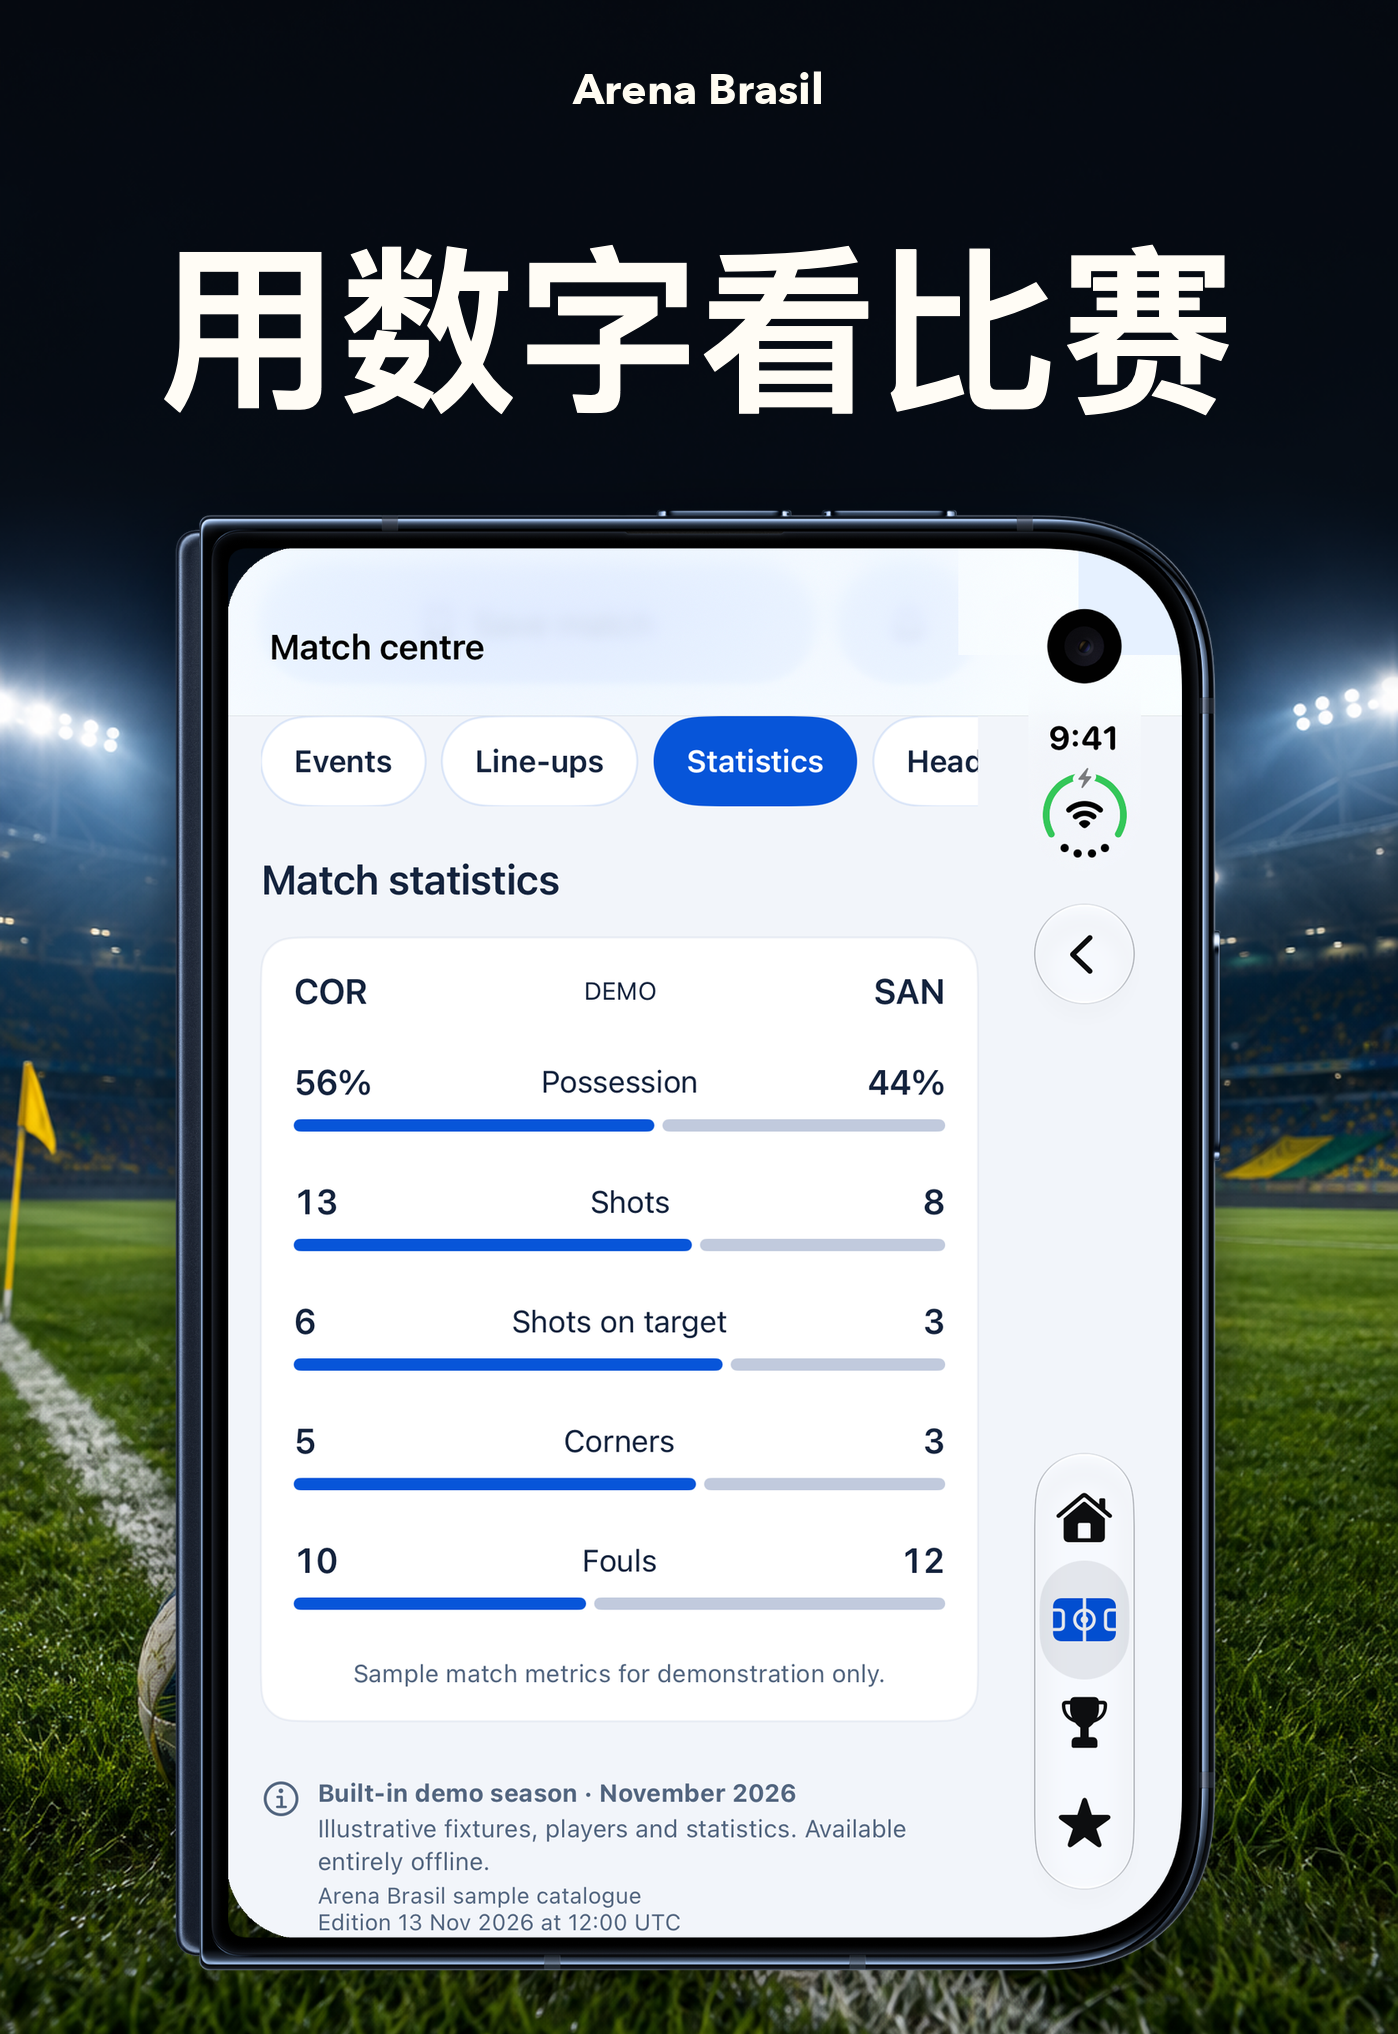 Arena Brasil
用数字看比赛
Match centre
9:41
Events Line-ups Statistics Head
Match statistics
COR DEMO SAN
56% Possession 44%
13 Shots 8
6 Shots on target 3
5 Corners 3
10 Fouls 12
Sample match metrics for demonstration only.
Built-in demo season · November 2026
Illustrative fixtures, players and statistics. Available
entirely offline.
Arena Brasil sample catalogue
Edition 13 Nov 2026 at 12:00 UTC